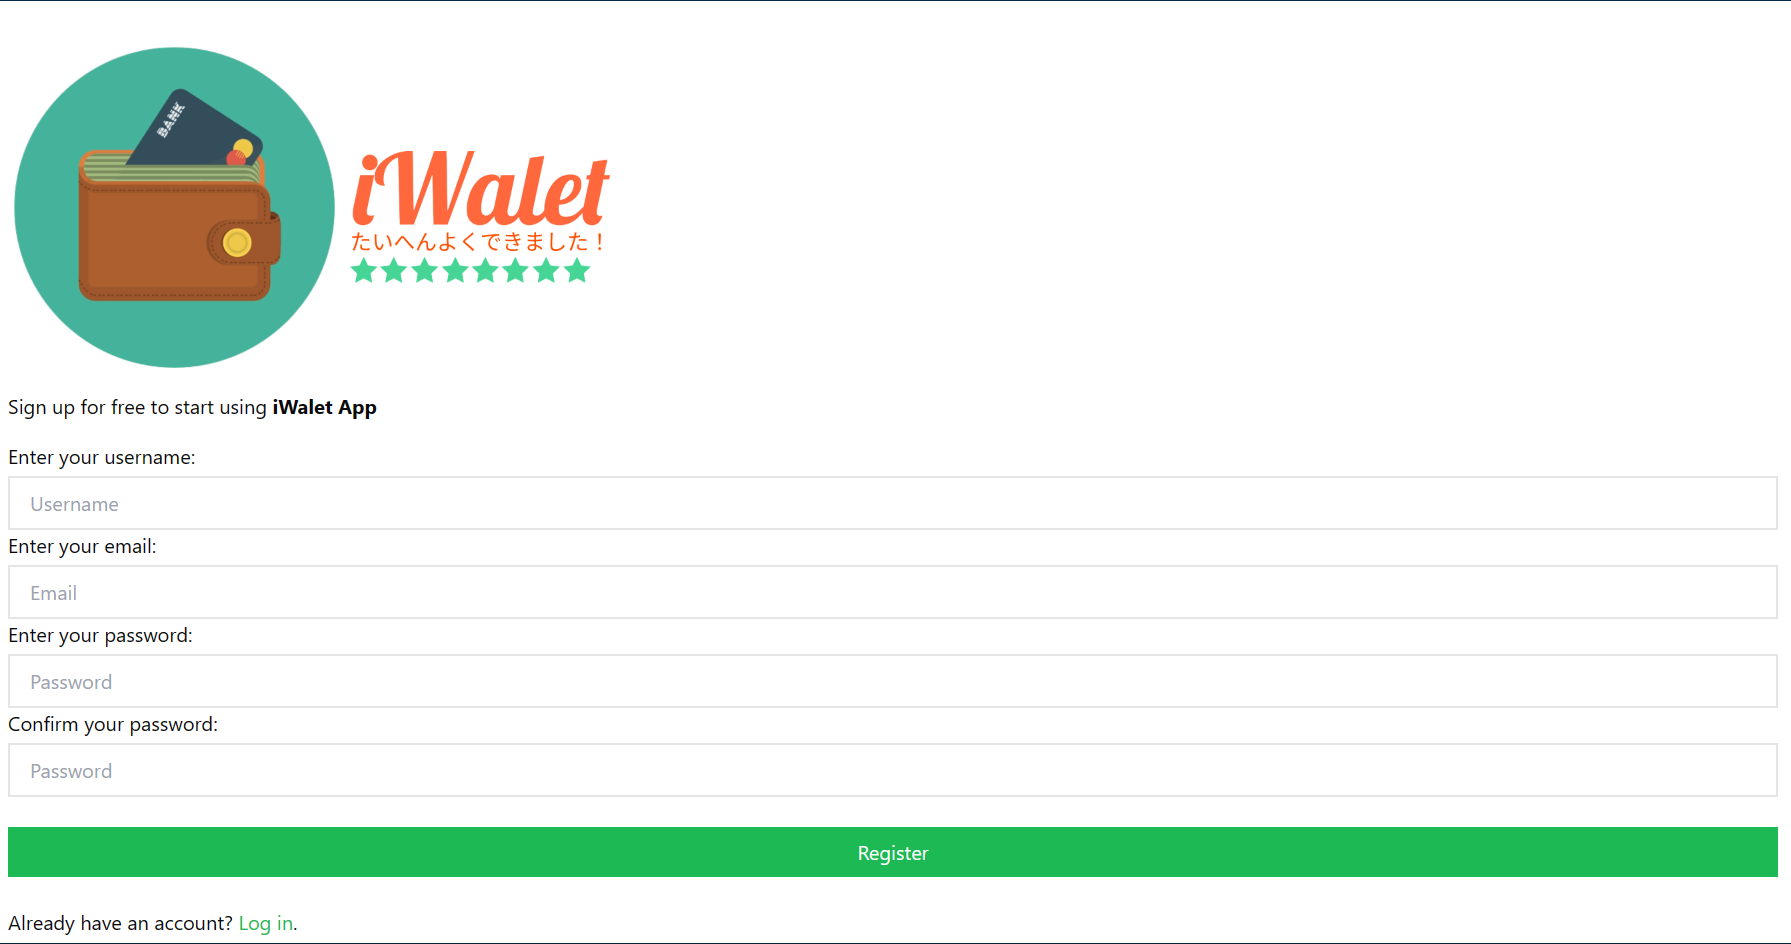 BANK
iWalet
たいへんよくできました！
Sign up for free to start using iWalet App
Enter your username:
Username
Enter your email:
Email
Enter your password:
Password
Confirm your password:
Password
Register
Already have an account? Log in.